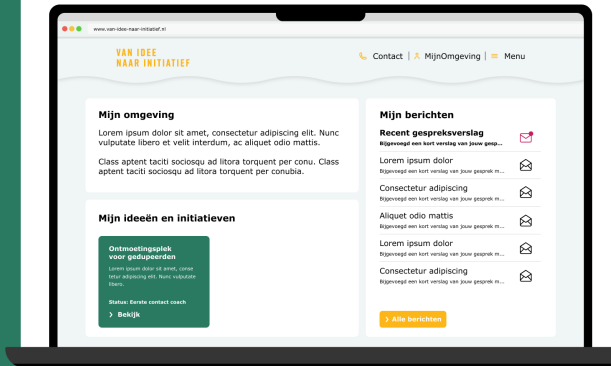 www.van-idee-naar-initiatief.nl
VAN IDEE
NAAR INITIATIEF
Contact | MijnOmgeving | Menu
Mijn omgeving
Lorem ipsum dolor sit amet, consectetur adipiscing elit. Nunc
vulputate libero et velit interdum, ac aliquet odio mattis.
Class aptent taciti sociosqu ad litora torquent per conu. Class
aptent taciti sociosqu ad litora torquent per conubia.
Mijn ideeën en initiatieven
Ontmoetingsplek
voor gedupeerden
Lorem ipsum dolor sit amet, conse
tetur adipiscing elit. Nunc vulputate
libero.
Status: Eerste contact coach
Bekijk
Mijn berichten
Recent gespreksverslag
Bijgevoegd een kort verslag van jouw gesp...
Lorem ipsum dolor
Bijgevoegd een kort verslag van jouw gesprek m...
Consectetur adipiscing
Bijgevoegd een kort verslag van jouw gesprek m...
Aliquet odio mattis
Bijgevoegd een kort verslag van jouw gesprek m...
Lorem ipsum dolor
Bijgevoegd een kort verslag van jouw gesprek m...
Consectetur adipiscing
Bijgevoegd een kort verslag van jouw gesprek m...
Alle berichten